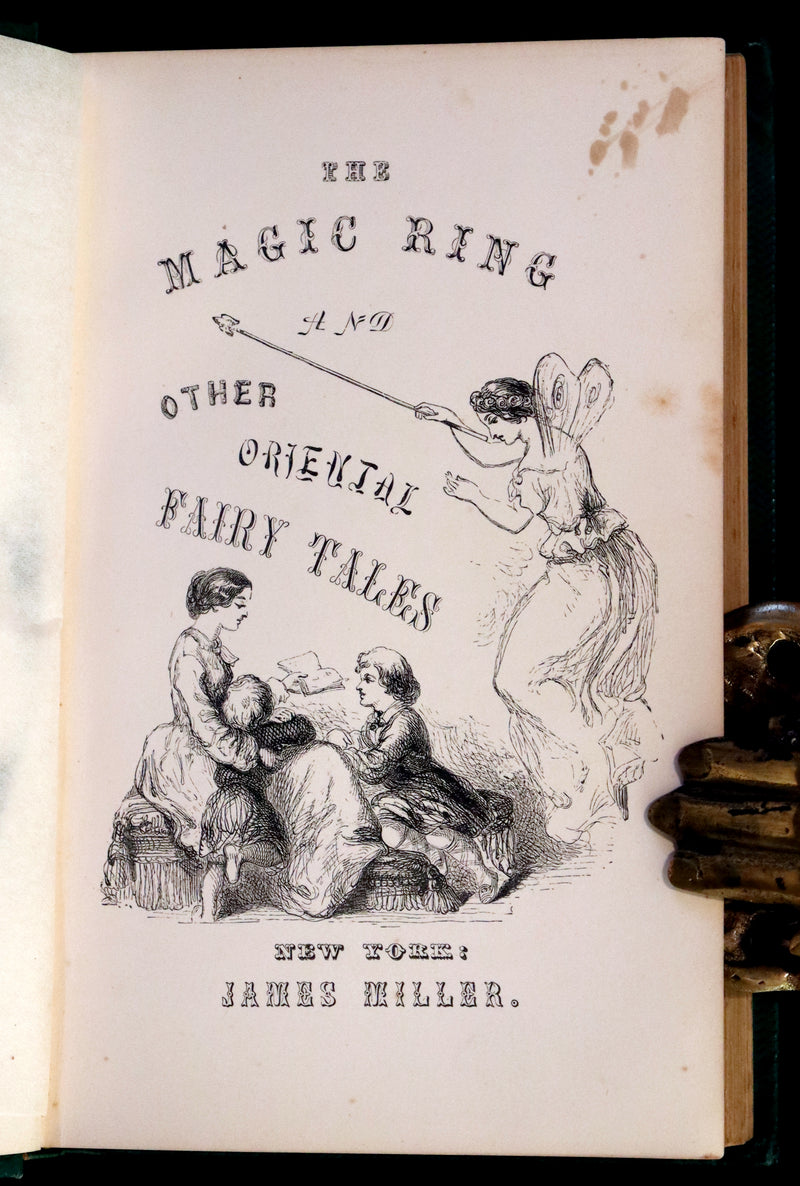 THE
MAGIC RING
AND
OTHER
ORIENTAL
FAIRY TALES
NEW YORK:
JAMES MILLER.